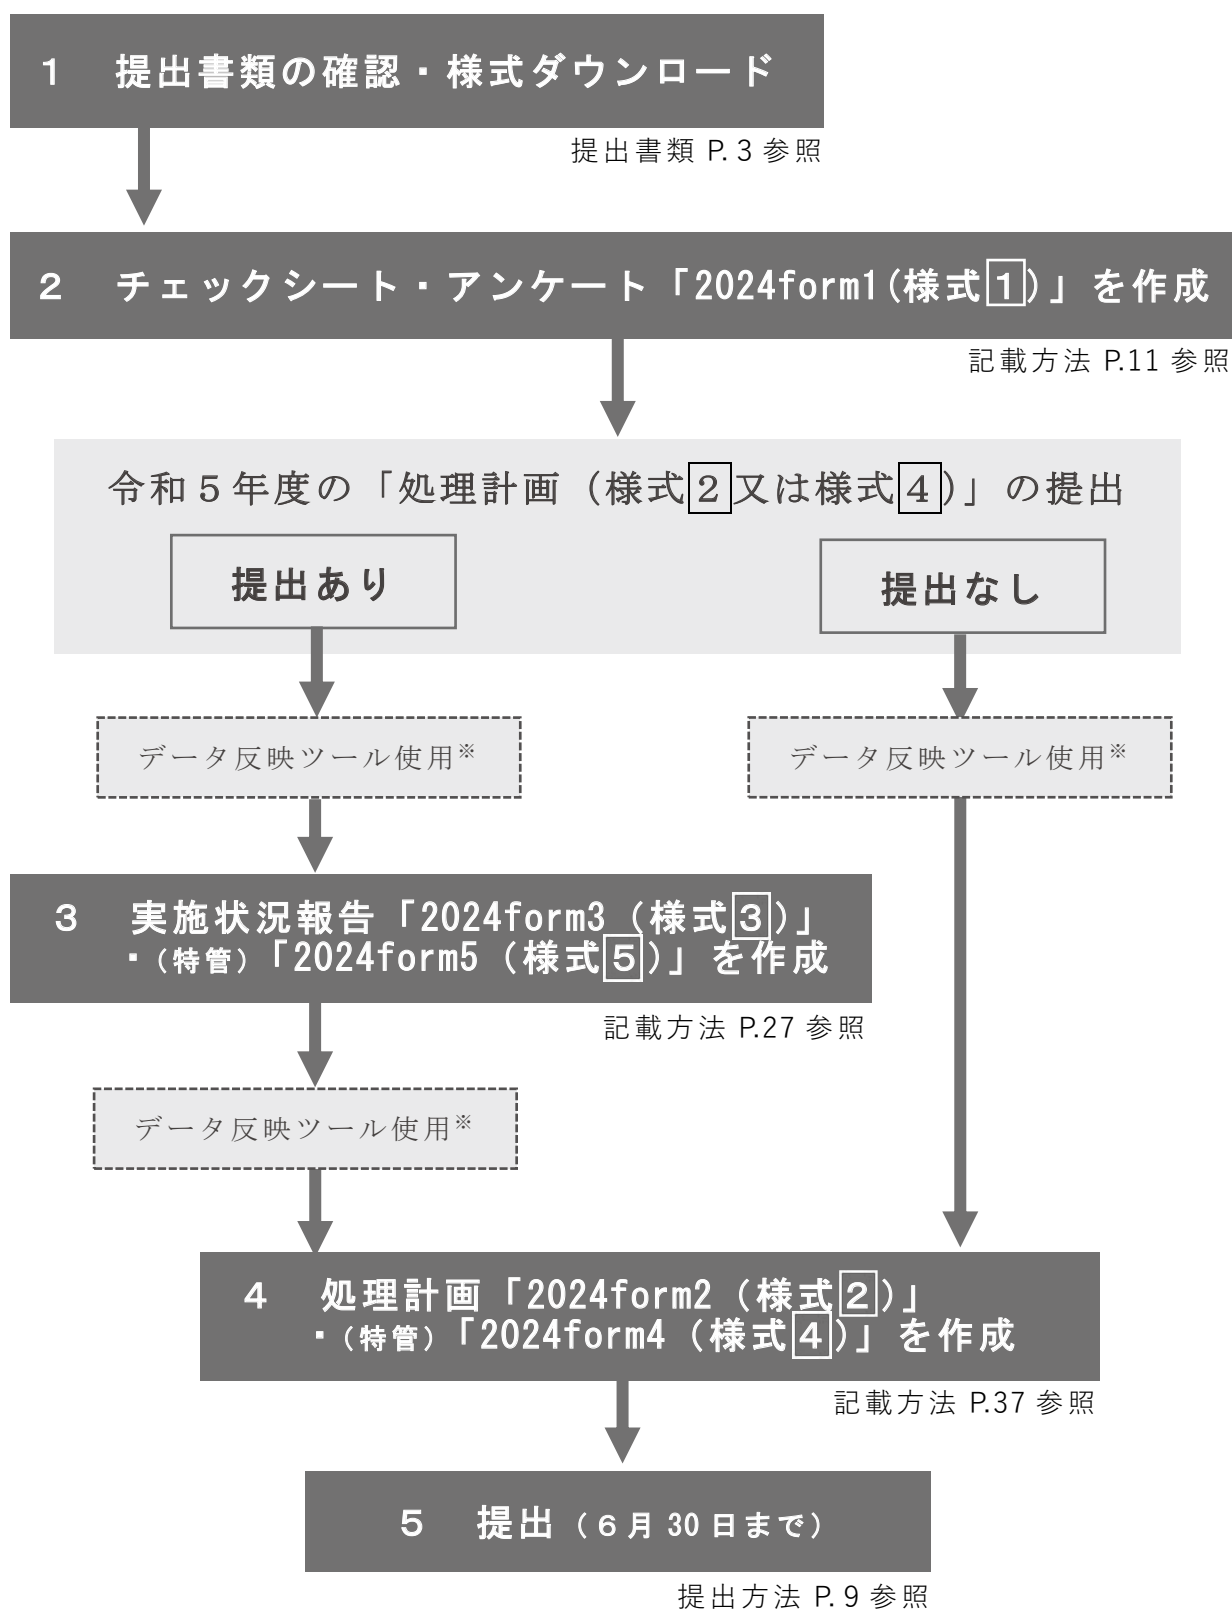 １　提出書類の確認・様式ダウンロード
提出書類 P. 3 参照
２　チェックシート・アンケート「2024form1(様式1)」を作成
記載方法 P.11 参照
令和５年度の「処理計画（様式2又は様式4)」の提出
提出あり
提出なし
データ反映ツール使用※
データ反映ツール使用※
３　実施状況報告「2024form3（様式3)」
・（特管）「2024form5（様式5)」を作成
記載方法 P.27 参照
データ反映ツール使用※
４　処理計画「2024form2（様式2)」
・（特管）「2024form4（様式4)」を作成
記載方法 P.37 参照
５　提出（６月 30 日まで）
提出方法 P. 9 参照